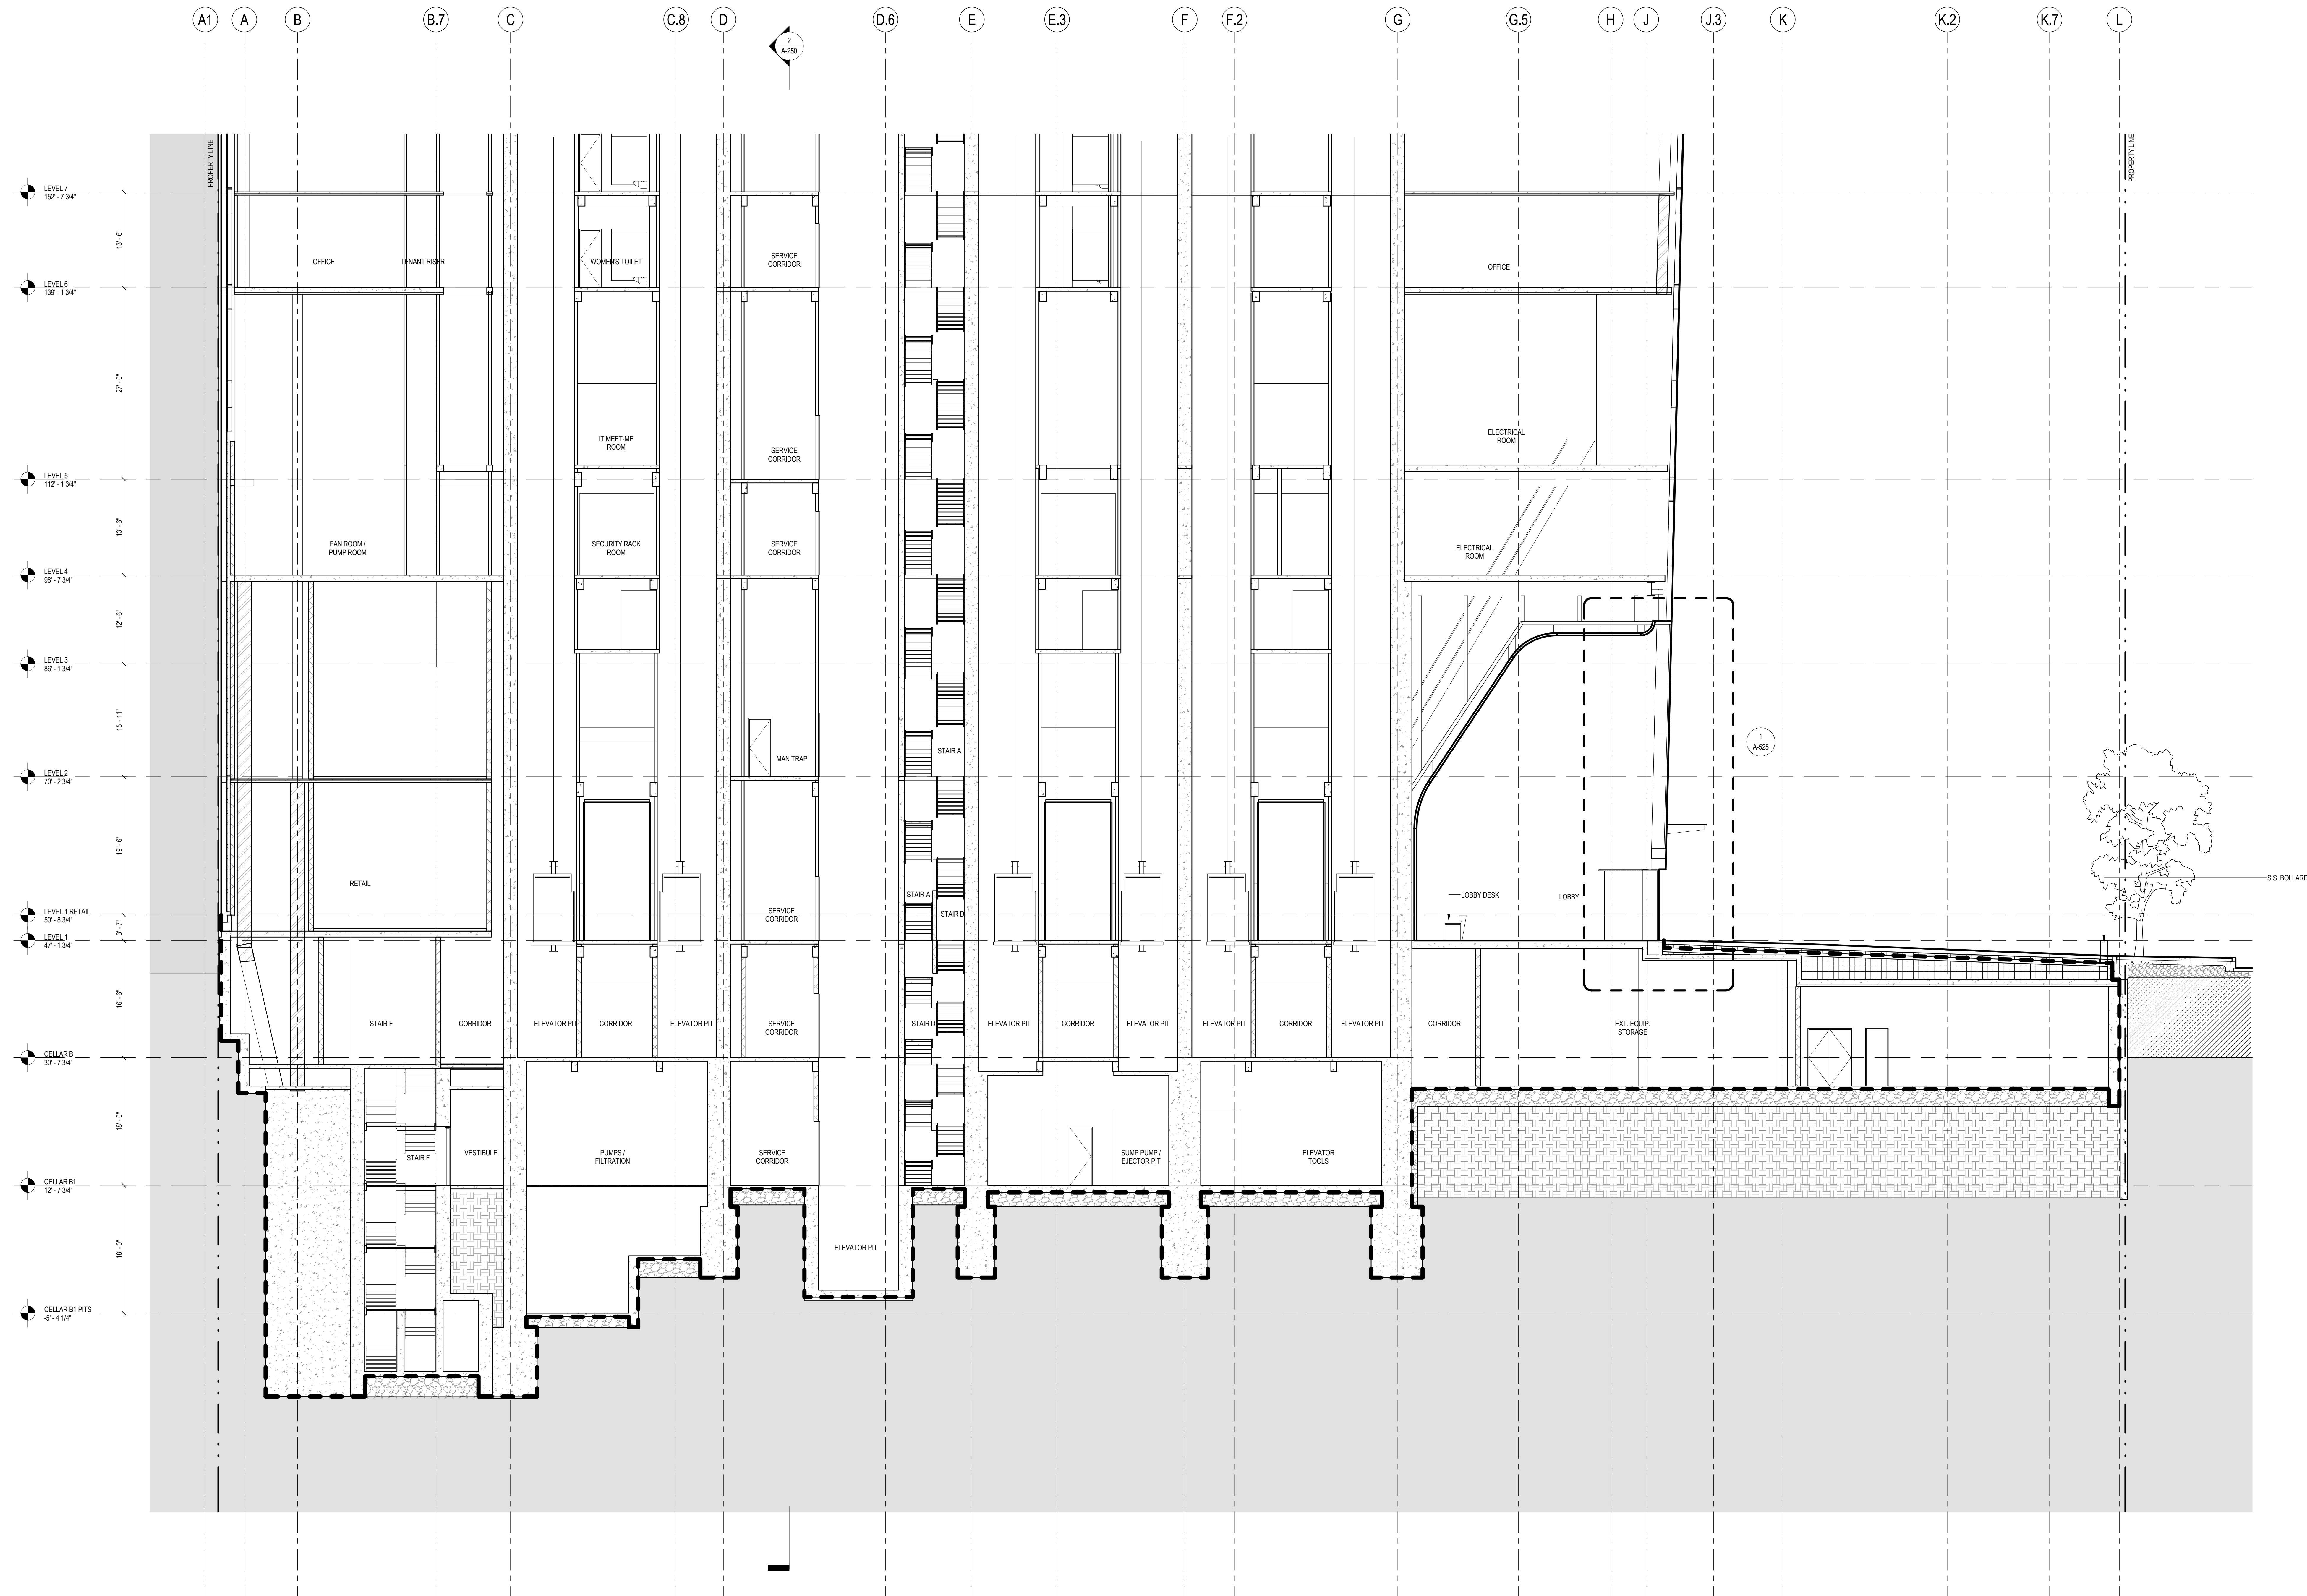 A1 A B B.7 C C.8 D D.6 E E.3 F F.2 G G.5 H J J.3 K K.2 K.7 L
2
A-250
PROPERTY LINE
PROPERTY LINE
LEVEL 7
152' - 7 3/4"
13' - 6"
OFFICE
TENANT RISER
WOMEN'S TOILET
SERVICE
CORRIDOR
OFFICE
LEVEL 6
139' - 1 3/4"
27' - 0"
IT MEET-ME
ROOM
SERVICE
CORRIDOR
ELECTRICAL
ROOM
LEVEL 5
112' - 1 3/4"
13' - 6"
FAN ROOM /
PUMP ROOM
SECURITY RACK
ROOM
SERVICE
CORRIDOR
ELECTRICAL
ROOM
LEVEL 4
98' - 7 3/4"
12' - 6"
LEVEL 3
86' - 1 3/4"
15' - 11"
MAN TRAP
STAIR A
1
A-525
LEVEL 2
70' - 2 3/4"
19' - 6"
RETAIL
STAIR A
SERVICE
CORRIDOR
STAIR D
LOBBY DESK
LOBBY
S.S. BOLLARD
LEVEL 1 RETAIL
50' - 8 3/4"
3' - 7"
LEVEL 1
47' - 1 3/4"
16' - 6"
STAIR F
CORRIDOR
ELEVATOR PIT
CORRIDOR
ELEVATOR PIT
SERVICE
CORRIDOR
STAIR D
ELEVATOR PIT
CORRIDOR
ELEVATOR PIT
ELEVATOR PIT
CORRIDOR
ELEVATOR PIT
CORRIDOR
EXT. EQUIP.
STORAGE
CELLAR B
30' - 7 3/4"
18' - 0"
STAIR F
VESTIBULE
PUMPS /
FILTRATION
SERVICE
CORRIDOR
SUMP PUMP /
EJECTOR PIT
ELEVATOR
TOOLS
CELLAR B1
12' - 7 3/4"
18' - 0"
ELEVATOR PIT
CELLAR B1 PITS
-5' - 4 1/4"